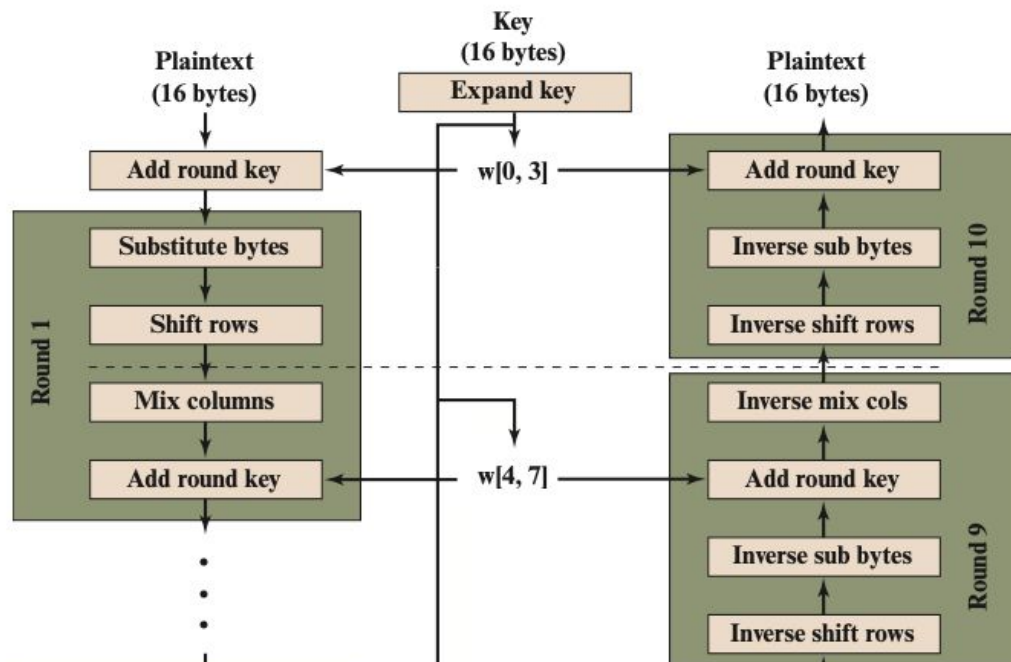 Key
(16 bytes)
Plaintext
(16 bytes)
Plaintext
(16 bytes)
Expand key
Add round key
w[0, 3]
Add round key
Substitute bytes
Inverse sub bytes
Round 10
Shift rows
Inverse shift rows
Round 1
Mix columns
Inverse mix cols
Add round key
w[4, 7]
Add round key
Inverse sub bytes
Round 9
Inverse shift rows